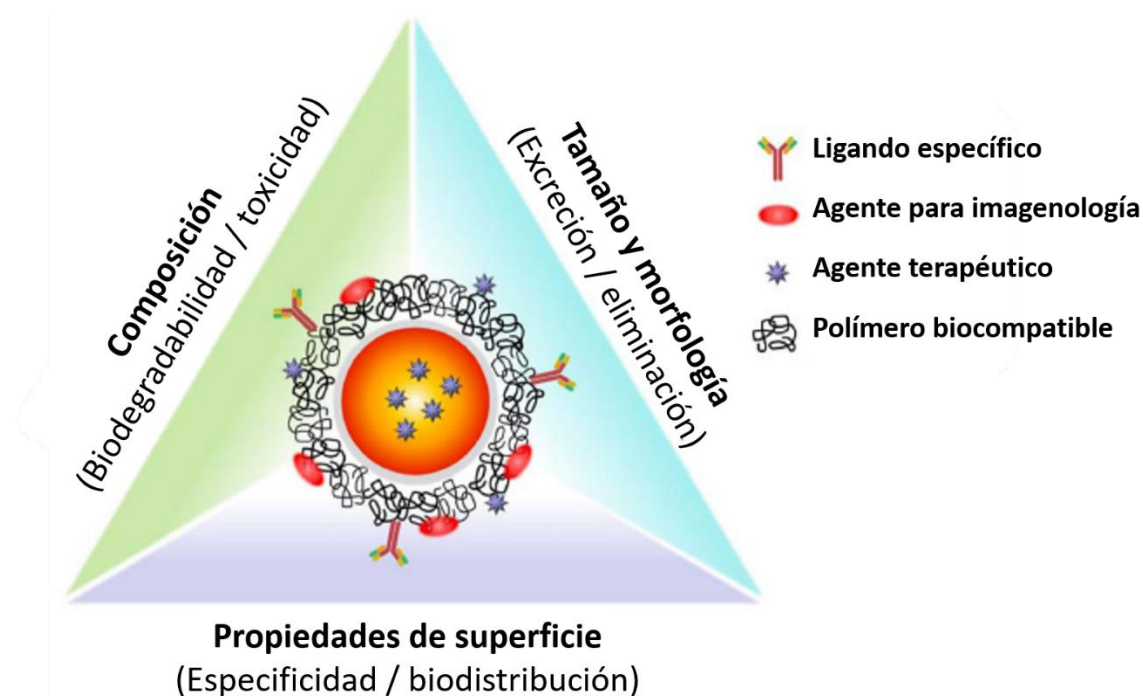 Composición
(Biodegradabilidad / toxicidad)
Tamaño y morfología
(Excreción / eliminación)
Ligando específico
Agente para imagenología
Agente terapéutico
Polímero biocompatible
Propiedades de superficie
(Especificidad / biodistribución)